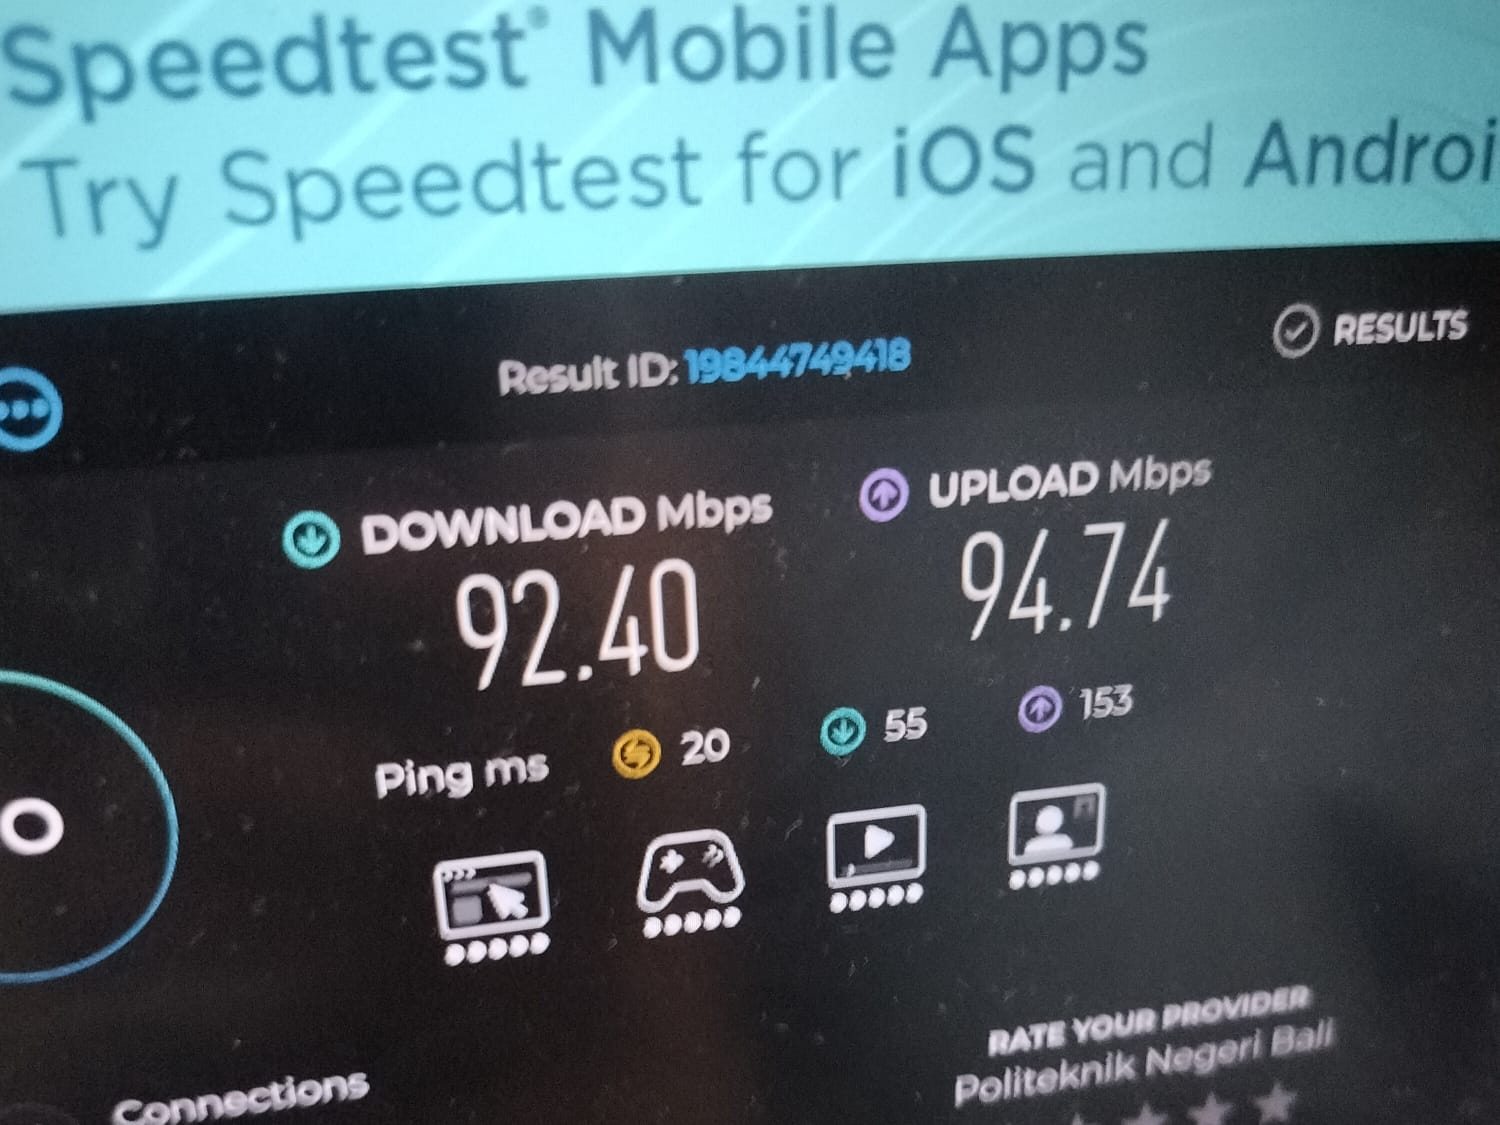 Speedtest® Mobile Apps
Try Speedtest for iOS and Androi
Result ID: 19844749418
RESULTS
DOWNLOAD Mbps
92.40
UPLOAD Mbps
94.74
Ping ms 20 55 153
RATE YOUR PROVIDER
Politeknik Negeri Bali
Connections